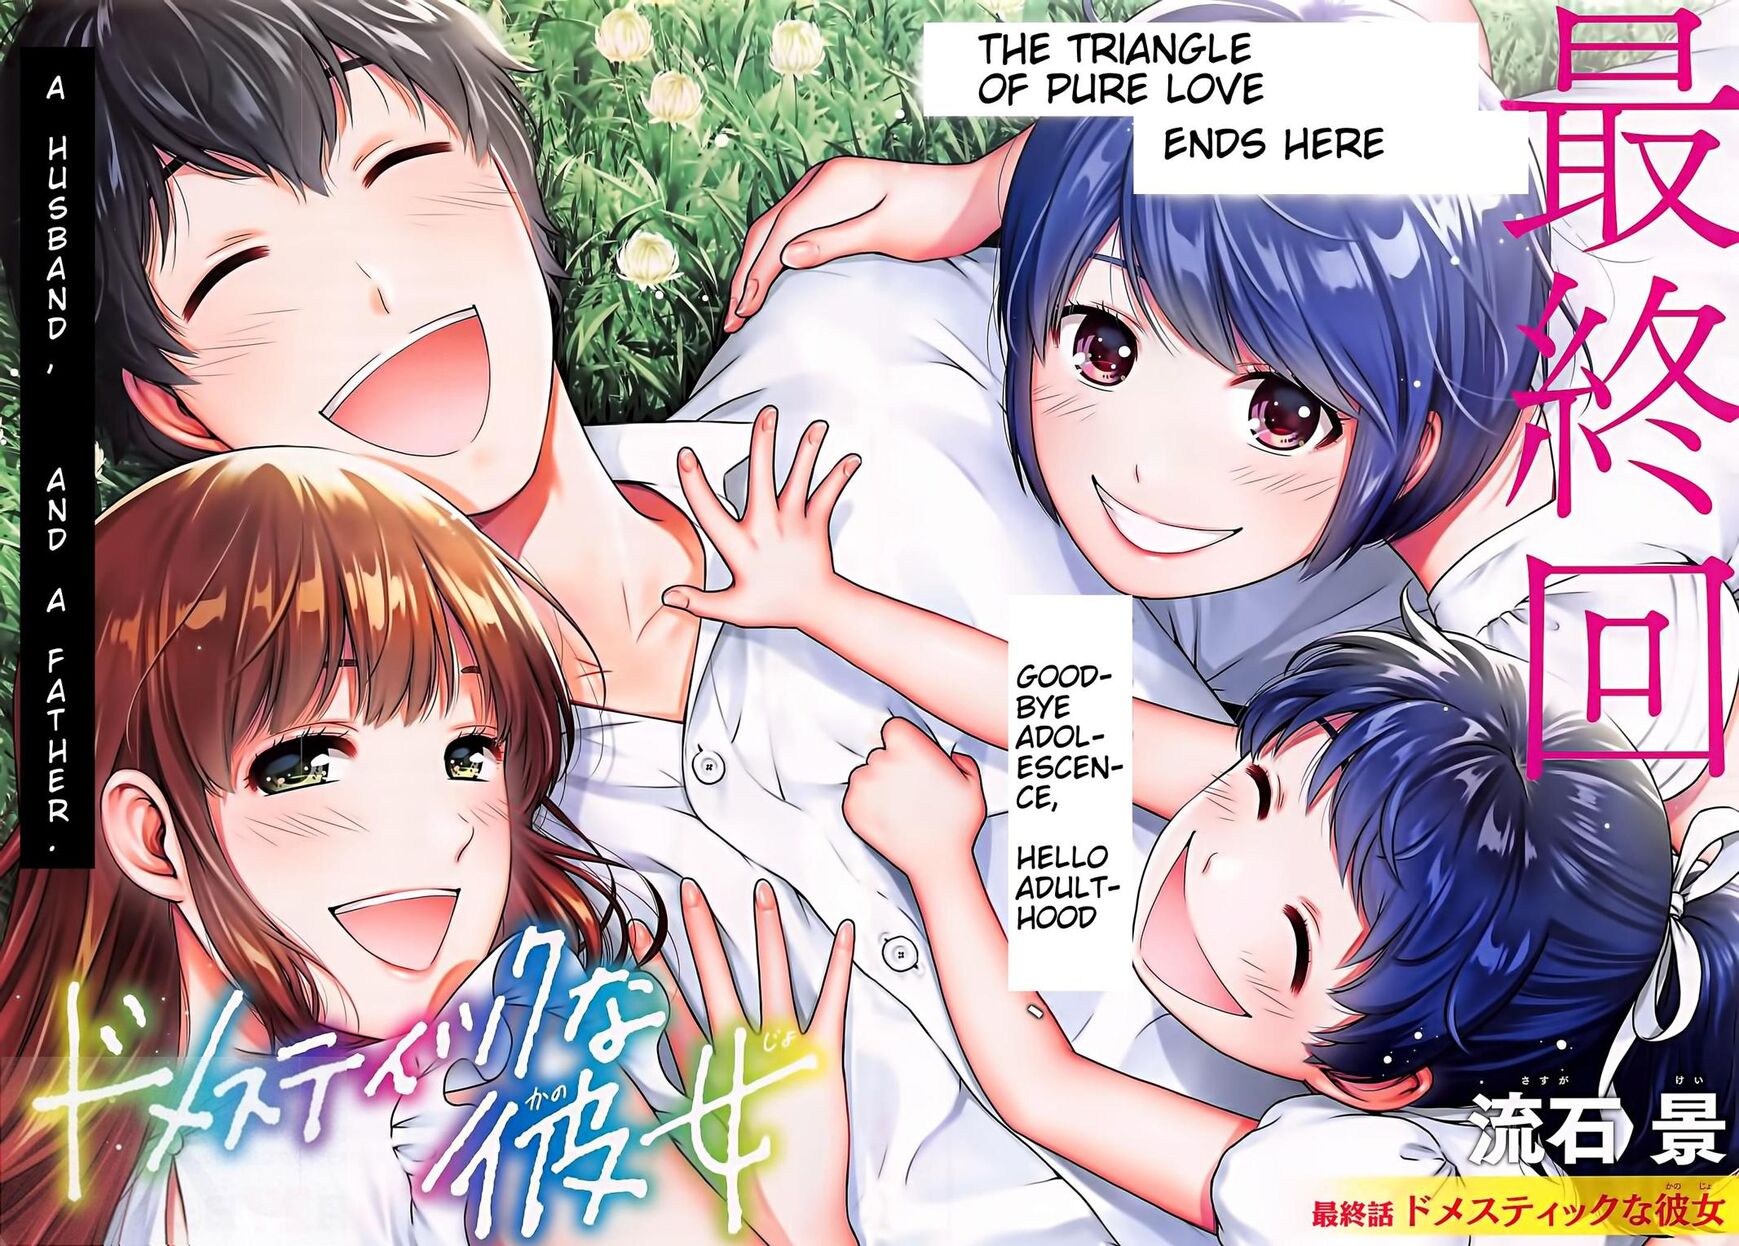 最終回
THE TRIANGLE
OF PURE LOVE
ENDS HERE
A HUSBAND, AND A FATHER.
GOOD-
BYE
ADOL-
ESCEN-
CE,
HELLO
ADULT-
HOOD
ドメスティックな
かの じょ
彼女
さすが けい
流石 景
かの じょ
最終話 ドメスティックな彼女